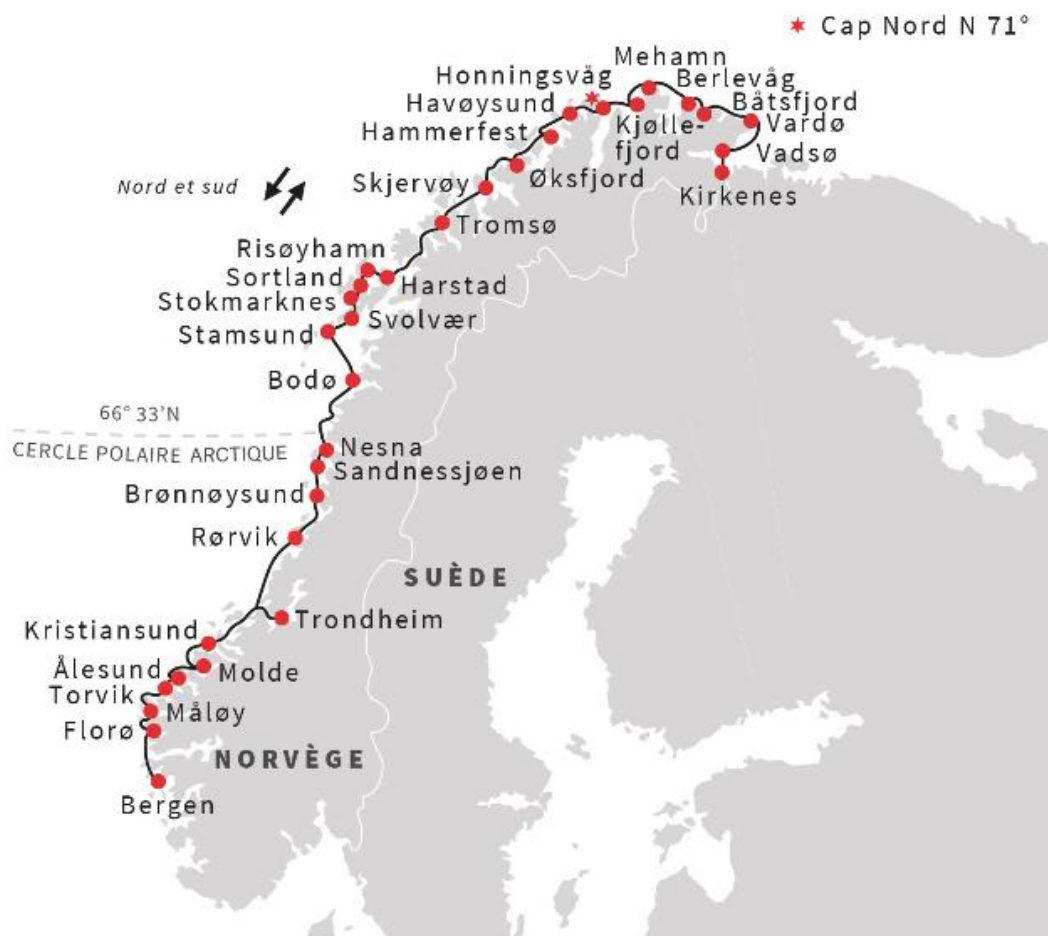 Cap Nord N 71°
Mehamn
Honningsvåg
Berlevåg
Havøysund
Båtsfjord
Hammerfest
Kjølle-
fjord
Vardø
Vadsø
Nord et sud
Skjervøy
Øksfjord
Kirkenes
Tromsø
Risøyhamn
Sortland
Harstad
Stokmarknes
Svolvær
Stamsund
Bodø
66° 33'N
CERCLE POLAIRE ARCTIQUE
Nesna
Sandnessjøen
Brønnøysund
Rørvik
SUÈDE
Trondheim
Kristiansund
Ålesund
Molde
Torvik
Måløy
Florø
NORVÈGE
Bergen